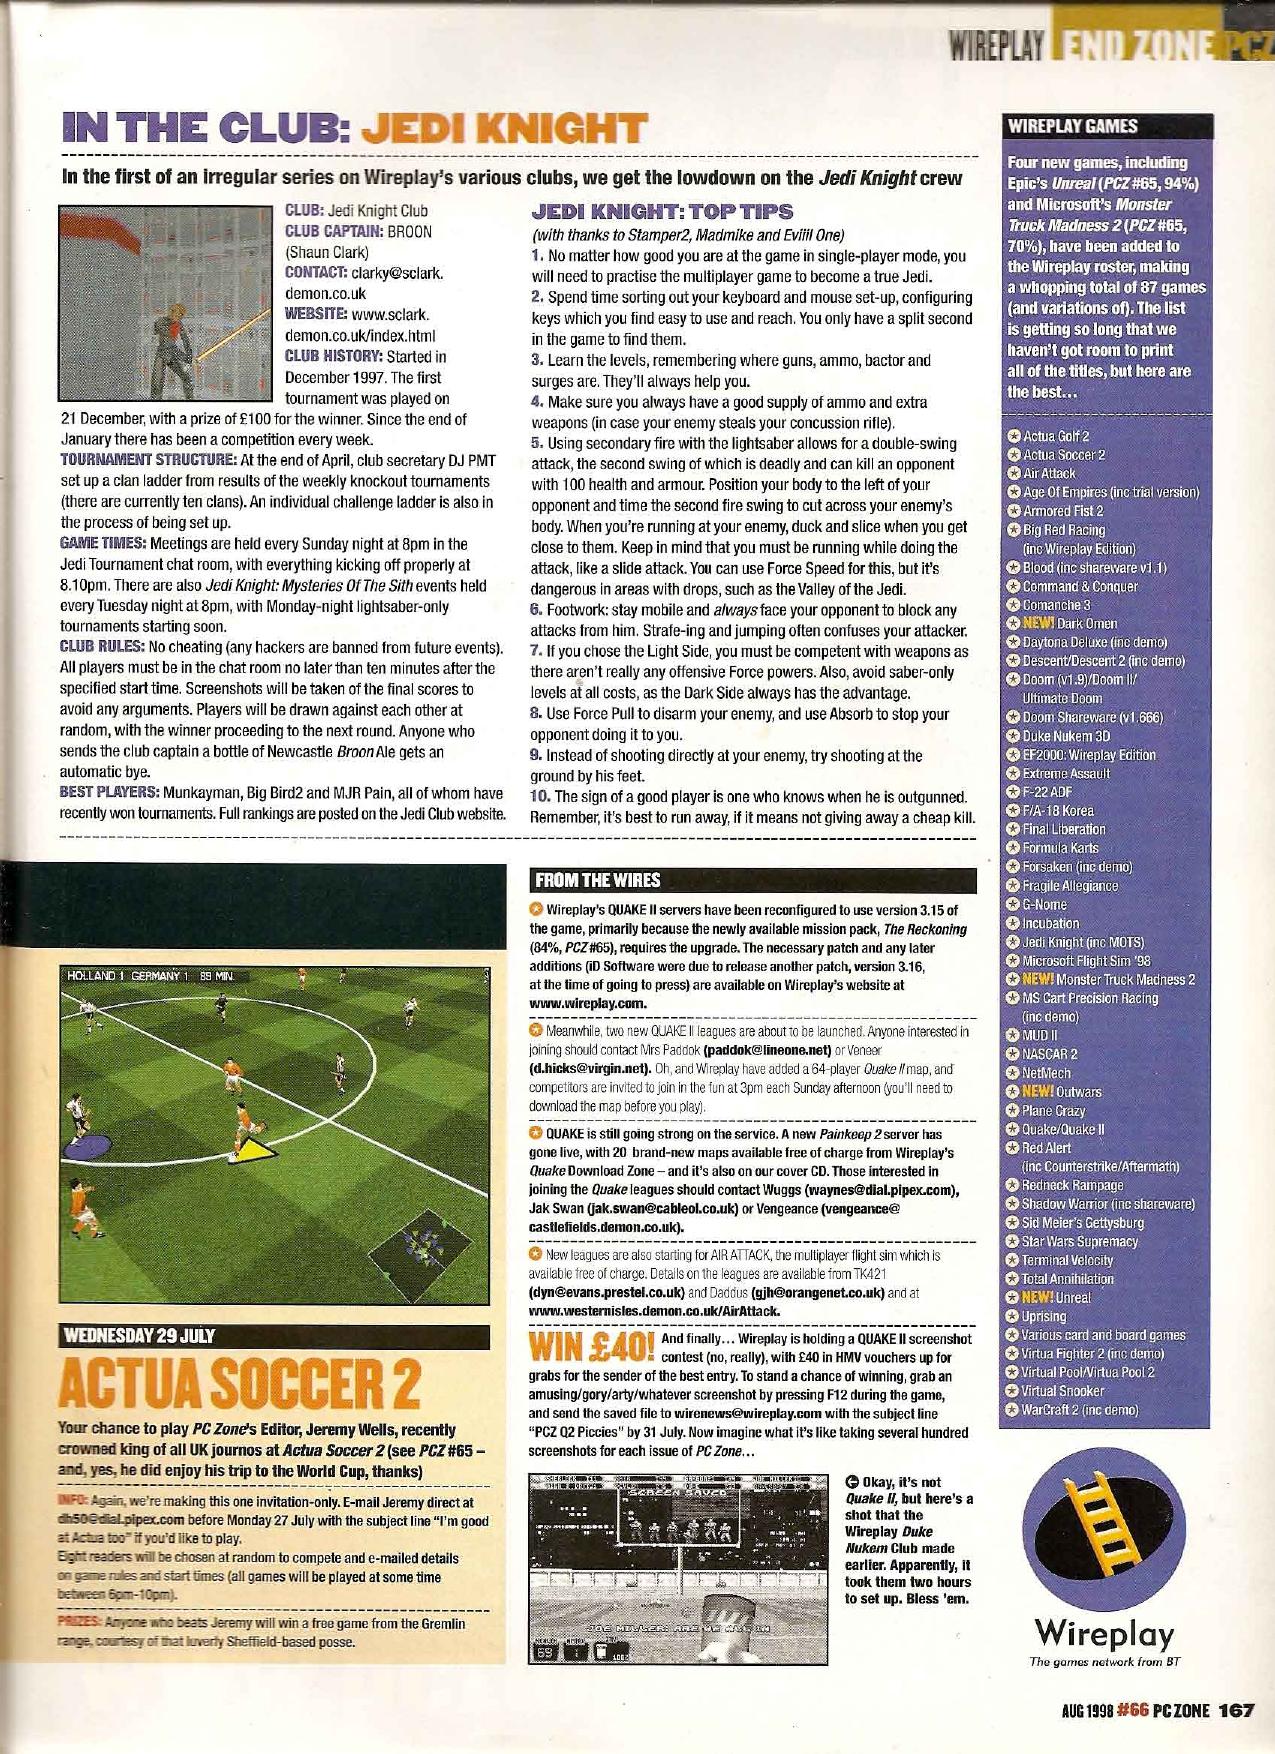 WIREPLAY END ZONE PCZ
IN THE CLUB: JEDI KNIGHT
In the first of an irregular series on Wireplay's various clubs, we get the lowdown on the Jedi Knight crew
CLUB: Jedi Knight Club
CLUB CAPTAIN: BROON
(Shaun Clark)
CONTACT: clarky@sclark.
demon.co.uk
WEBSITE: www.sclark.
demon.co.uk/index.html
CLUB HISTORY: Started in
December 1997. The first
tournament was played on
21 December, with a prize of £100 for the winner. Since the end of
January there has been a competition every week.
TOURNAMENT STRUCTURE: At the end of April, club secretary DJ PMT
set up a clan ladder from results of the weekly knockout tournaments
(there are currently ten clans). An individual challenge ladder is also in
the process of being set up.
GAME TIMES: Meetings are held every Sunday night at 8pm in the
Jedi Tournament chat room, with everything kicking off properly at
8.10pm. There are also Jedi Knight: Mysteries Of The Sith events held
every Tuesday night at 8pm, with Monday-night lightsaber-only
tournaments starting soon.
CLUB RULES: No cheating (any hackers are banned from future events).
All players must be in the chat room no later than ten minutes after the
specified start time. Screenshots will be taken of the final scores to
avoid any arguments. Players will be drawn against each other at
random, with the winner proceeding to the next round. Anyone who
sends the club captain a bottle of Newcastle Broon Ale gets an
automatic bye.
BEST PLAYERS: Munkayman, Big Bird2 and MJR Pain, all of whom have
recently won tournaments. Full rankings are posted on the Jedi Club website.
JEDI KNIGHT: TOP TIPS
(with thanks to Stamper2, Madmike and Eviiil One)
1. No matter how good you are at the game in single-player mode, you
will need to practise the multiplayer game to become a true Jedi.
2. Spend time sorting out your keyboard and mouse set-up, configuring
keys which you find easy to use and reach. You only have a split second
in the game to find them.
3. Learn the levels, remembering where guns, ammo, bactor and
surges are. They'll always help you.
4. Make sure you always have a good supply of ammo and extra
weapons (in case your enemy steals your concussion rifle).
5. Using secondary fire with the lightsaber allows for a double-swing
attack, the second swing of which is deadly and can kill an opponent
with 100 health and armour. Position your body to the left of your
opponent and time the second fire swing to cut across your enemy's
body. When you're running at your enemy, duck and slice when you get
close to them. Keep in mind that you must be running while doing the
attack, like a slide attack. You can use Force Speed for this, but it's
dangerous in areas with drops, such as the Valley of the Jedi.
6. Footwork: stay mobile and always face your opponent to block any
attacks from him. Strafe-ing and jumping often confuses your attacker.
7. If you chose the Light Side, you must be competent with weapons as
there aren't really any offensive Force powers. Also, avoid saber-only
levels at all costs, as the Dark Side always has the advantage.
8. Use Force Pull to disarm your enemy, and use Absorb to stop your
opponent doing it to you.
9. Instead of shooting directly at your enemy, try shooting at the
ground by his feet.
10. The sign of a good player is one who knows when he is outgunned.
Remember, it's best to run away, if it means not giving away a cheap kill.
HOLLAND 1 GERMANY 1 89 MIN.
WEDNESDAY 29 JULY
ACTUA SOCCER 2
Your chance to play PC Zone's Editor, Jeremy Wells, recently
crowned king of all UK journos at Actua Soccer 2 (see PCZ #65 –
and, yes, he did enjoy his trip to the World Cup, thanks)
INFO: Again, we're making this one invitation-only. E-mail Jeremy direct at
dh50@dial.pipex.com before Monday 27 July with the subject line "I'm good
at Actua too" if you'd like to play.
Eight readers will be chosen at random to compete and e-mailed details
on game rules and start times (all games will be played at some time
between 6pm-10pm).
PRIZES: Anyone who beats Jeremy will win a free game from the Gremlin
range, courtesy of that luverly Sheffield-based posse.
FROM THE WIRES
Wireplay's QUAKE II servers have been reconfigured to use version 3.15 of
the game, primarily because the newly available mission pack, The Reckoning
(84%, PCZ #65), requires the upgrade. The necessary patch and any later
additions (iD Software were due to release another patch, version 3.16,
at the time of going to press) are available on Wireplay's website at
www.wireplay.com.
Meanwhile, two new QUAKE II leagues are about to be launched. Anyone interested in
joining should contact Mrs Paddok (paddok@lineone.net) or Veneer
(d.hicks@virgin.net). Oh, and Wireplay have added a 64-player Quake II map, and
competitors are invited to join in the fun at 3pm each Sunday afternoon (you'll need to
download the map before you play).
QUAKE is still going strong on the service. A new Painkeep 2 server has
gone live, with 20 brand-new maps available free of charge from Wireplay's
Quake Download Zone – and it's also on our cover CD. Those interested in
joining the Quake leagues should contact Wuggs (waynes@dial.pipex.com),
Jak Swan (jak.swan@cableol.co.uk) or Vengeance (vengeance@
castlefields.demon.co.uk).
New leagues are also starting for AIR ATTACK, the multiplayer flight sim which is
available free of charge. Details on the leagues are available from TK421
(dyn@evans.prestel.co.uk) and Daddus (gjh@orangenet.co.uk) and at
www.westernisles.demon.co.uk/AirAttack.
WIN £40! And finally... Wireplay is holding a QUAKE II screenshot
contest (no, really), with £40 in HMV vouchers up for
grabs for the sender of the best entry. To stand a chance of winning, grab an
amusing/gory/arty/whatever screenshot by pressing F12 during the game,
and send the saved file to wirenews@wireplay.com with the subject line
"PCZ Q2 Piccies" by 31 July. Now imagine what it's like taking several hundred
screenshots for each issue of PC Zone...
SCREEN SAVED
JOE MILLER: ARE WE ALL IN
69 1
Okay, it's not
Quake II, but here's a
shot that the
Wireplay Duke
Nukem Club made
earlier. Apparently, it
took them two hours
to set up. Bless 'em.
WIREPLAY GAMES
Four new games, including
Epic's Unreal (PCZ #65, 94%)
and Microsoft's Monster
Truck Madness 2 (PCZ #65,
70%), have been added to
the Wireplay roster, making
a whopping total of 87 games
(and variations of). The list
is getting so long that we
haven't got room to print
all of the titles, but here are
the best...
Actua Golf 2
Actua Soccer 2
Air Attack
Age Of Empires (inc trial version)
Armored Fist 2
Big Red Racing
(inc Wireplay Edition)
Blood (inc shareware v1.1)
Command & Conquer
Comanche 3
NEW! Dark Omen
Daytona Deluxe (inc demo)
Descent/Descent 2 (inc demo)
Doom (v1.9)/Doom II/
Ultimate Doom
Doom Shareware (v1.666)
Duke Nukem 3D
EF2000: Wireplay Edition
Extreme Assault
F-22 ADF
F/A-18 Korea
Final Liberation
Formula Karts
Forsaken (inc demo)
Fragile Allegiance
G-Nome
Incubation
Jedi Knight (inc MOTS)
Microsoft Flight Sim '98
NEW! Monster Truck Madness 2
MS Cart Precision Racing
(inc demo)
MUD II
NASCAR 2
NetMech
NEW! Outwars
Plane Crazy
Quake/Quake II
Red Alert
(inc Counterstrike/Aftermath)
Redneck Rampage
Shadow Warrior (inc shareware)
Sid Meier's Gettysburg
Star Wars Supremacy
Terminal Velocity
Total Annihilation
NEW! Unreal
Uprising
Various card and board games
Virtua Fighter 2 (inc demo)
Virtual Pool/Virtua Pool 2
Virtual Snooker
WarCraft 2 (inc demo)
Wireplay
The games network from BT
AUG 1998 #66 PC ZONE 167